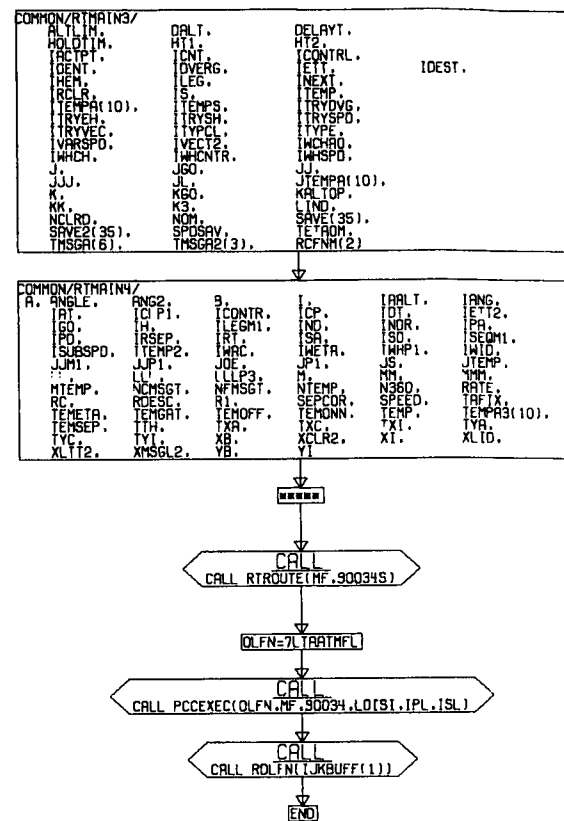 COMMON/RTMAIN3/
ALTLIM, DALT, DELAYT,
HOLDTIM, HT1, HT2,
IACTPT, ICNT, ICONTRL,
IDENT, IDVERG, IETT, IDEST,
IHEM, ILEG, INEXT,
IRCLR, IS, ITEMP,
ITEMPA(10), ITEMPS, ITRYDVG,
ITRYEH, ITRYSH, ITRYSPD,
ITRYVEC, ITYPCL, ITYPE,
IVARSPD, IVECT2, IWCHAD,
IWHCH, IWHCNTR, IWHSPD,
J, JGO, JJ,
JJJ, JL, JTEMPA(10),
K, KGO, KALTOP,
KK, K3, LIND,
NCLRD, NOM, SAVE(35),
SAVE2(35), SPDSAV, TETAOM,
TMSGA(6), TMSGA2(3), RCFNM(2)
COMMON/RTMAIN4/
A, ANGLE, ANG2, B, I, IAALT, IANG,
IAT, ICLP1, ICONTR, ICP, IDT, IETT2,
IGO, IH, ILEGM1, IND, INDR, IPA,
IPD, IRSEP, IRT, ISA, ISD, ISEQM1,
ISUBSPD, ITEMP2, IWAC, IWETA, IWHP1, IWID,
JJM1, JJP1, JOE, JP1, JS, JTEMP,
LL, LLLP3, M, MM, MMM,
MTEMP, NCMSGT, NFMSGT, NTEMP, N360, RATE,
RC, RDESC, R1, SEPCOR, SPEED, TAFIX,
TEMETA, TEMGAT, TEMOFF, TEMONN, TEMP, TEMPA3(10),
TEMSEP, TTH, TXA, TXC, TXI, TYA,
TYC, TYI, XB, XCLR2, XI, XLID,
XLTT2, XMSGL2, YB, YI
*****
CALL
CALL RTROUTE(MF,90034S)
OLFN=7LTRATMFL
CALL
CALL PCCEXEC(OLFN,MF,90034,LDISI,IPL,ISL)
CALL
CALL RDLFN(IJKBUFF(1))
END